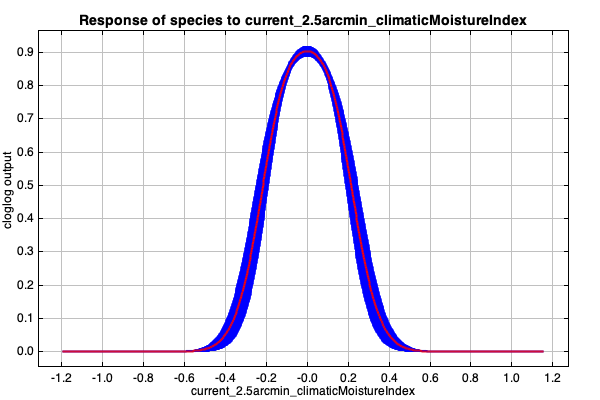 Response of species to current_2.5arcmin_climaticMoistureIndex
cloglog output
0.9
0.8
0.7
0.6
0.5
0.4
0.3
0.2
0.1
0.0
-1.2 -1.0 -0.8 -0.6 -0.4 -0.2 -0.0 0.2 0.4 0.6 0.8 1.0 1.2
current_2.5arcmin_climaticMoistureIndex